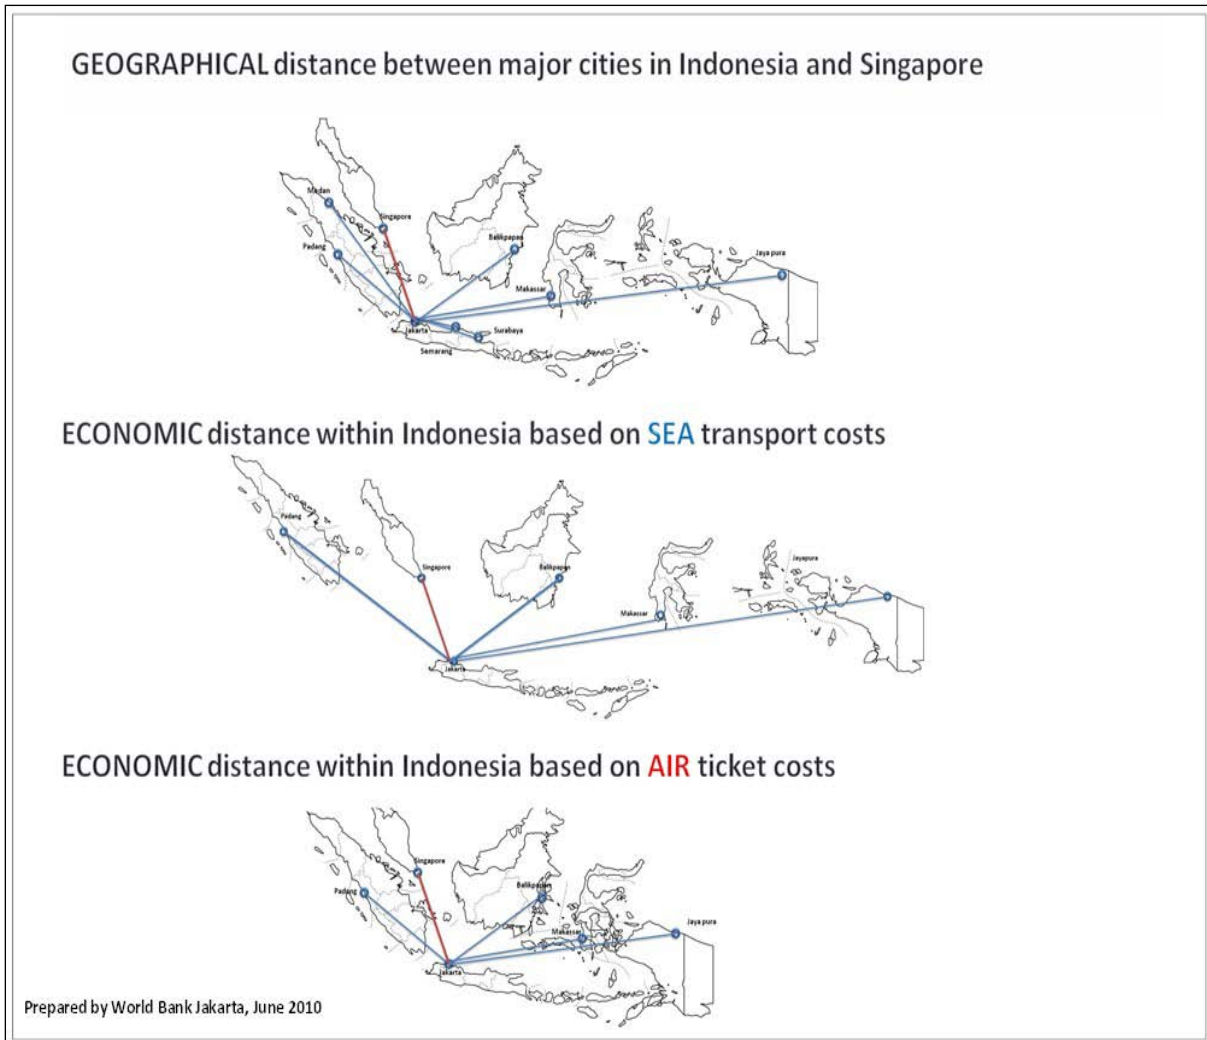 GEOGRAPHICAL distance between major cities in Indonesia and Singapore
Medan
Singapore
Padang
Balikpapan
Jaya pura
Makassar
Jakarta
Surabaya
Semarang
ECONOMIC distance within Indonesia based on SEA transport costs
Padang
Singapore
Balikpapan
Jayapura
Makassar
Jakarta
ECONOMIC distance within Indonesia based on AIR ticket costs
Singapore
Padang
Balikpapan
Jaya pura
Makassar
Jakarta
Prepared by World Bank Jakarta, June 2010